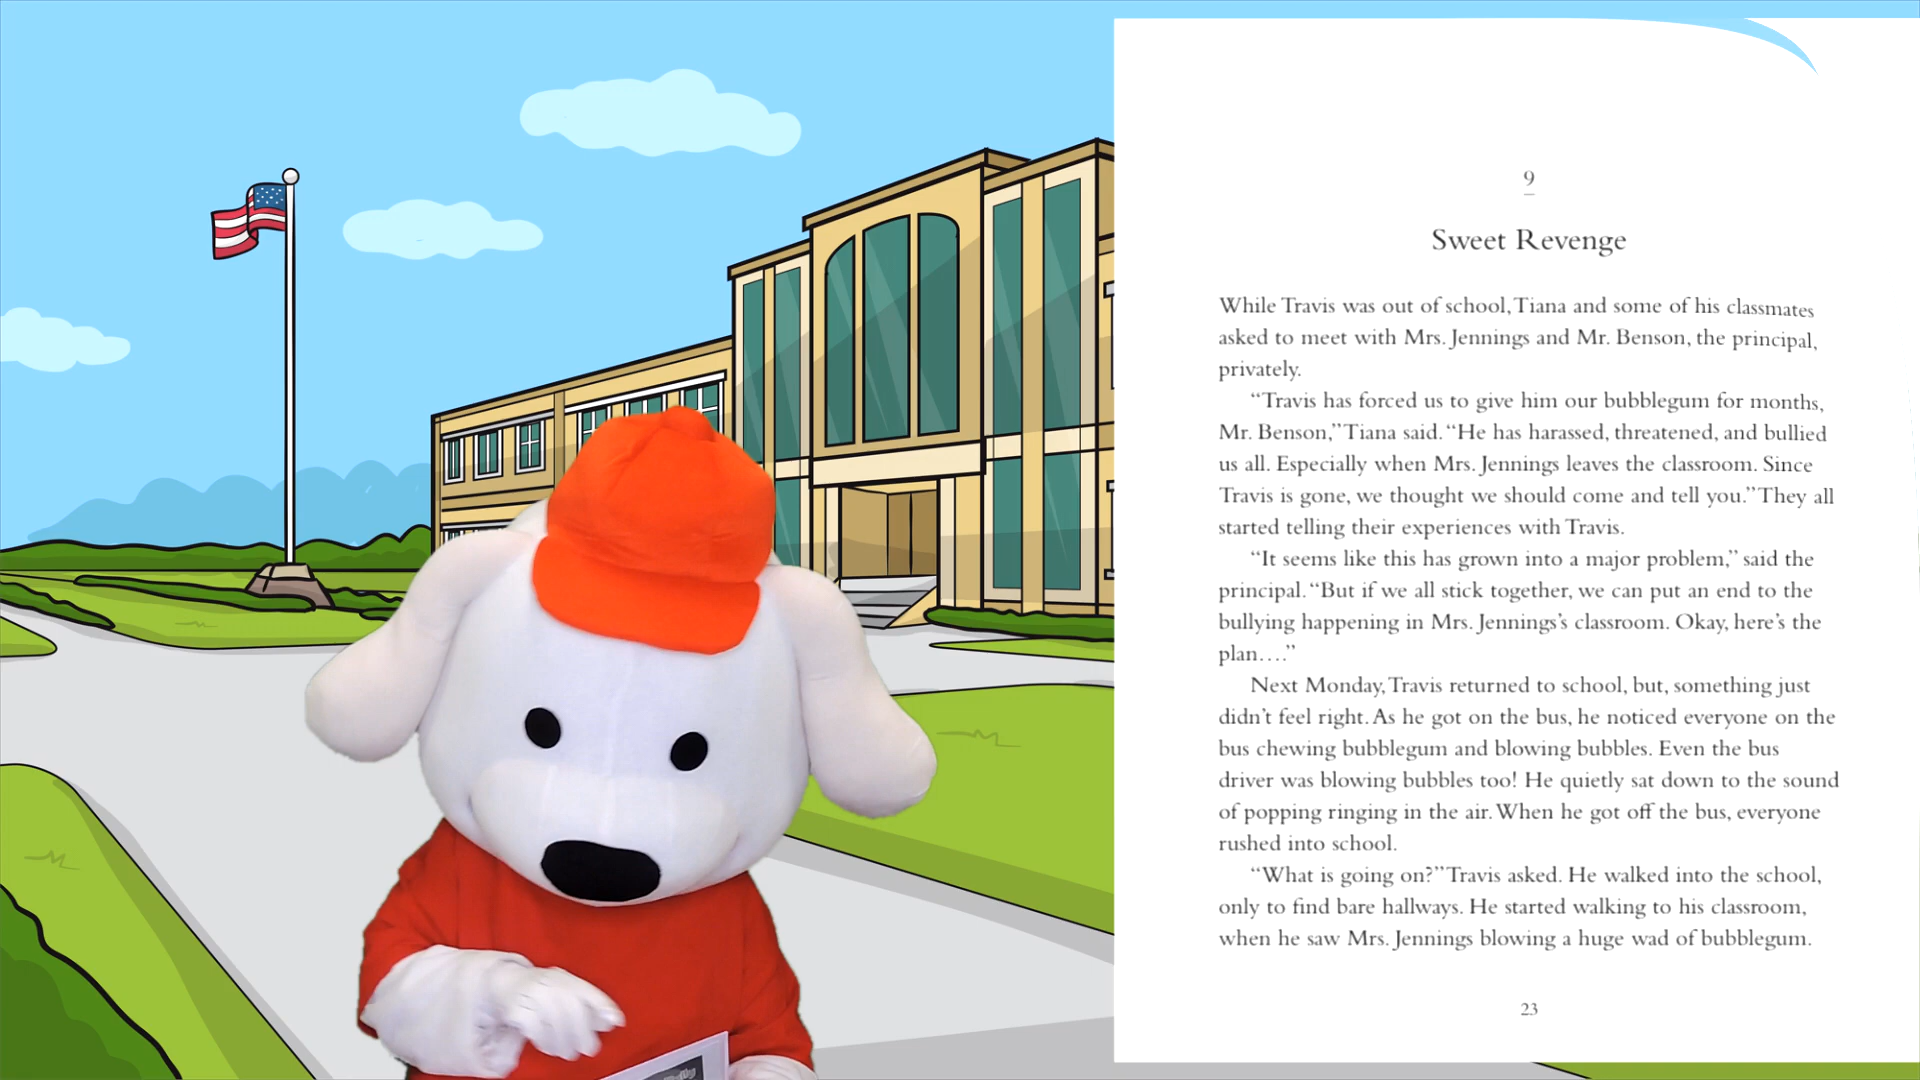 9
Sweet Revenge
While Travis was out of school, Tiana and some of his classmates
asked to meet with Mrs. Jennings and Mr. Benson, the principal,
privately.
“Travis has forced us to give him our bubblegum for months,
Mr. Benson,” Tiana said. “He has harassed, threatened, and bullied
us all. Especially when Mrs. Jennings leaves the classroom. Since
Travis is gone, we thought we should come and tell you.” They all
started telling their experiences with Travis.
“It seems like this has grown into a major problem,” said the
principal. “But if we all stick together, we can put an end to the
bullying happening in Mrs. Jennings’s classroom. Okay, here’s the
plan….”
Next Monday, Travis returned to school, but, something just
didn’t feel right. As he got on the bus, he noticed everyone on the
bus chewing bubblegum and blowing bubbles. Even the bus
driver was blowing bubbles too! He quietly sat down to the sound
of popping ringing in the air. When he got off the bus, everyone
rushed into school.
“What is going on?” Travis asked. He walked into the school,
only to find bare hallways. He started walking to his classroom,
when he saw Mrs. Jennings blowing a huge wad of bubblegum.
23